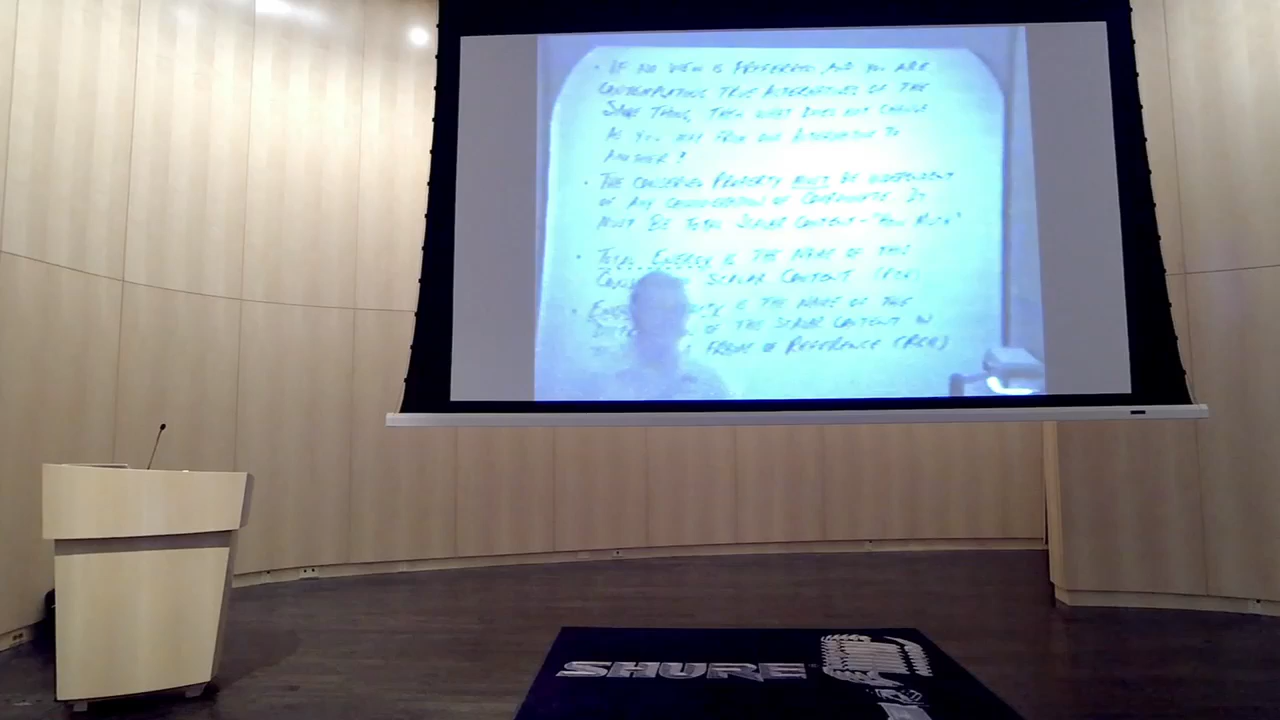 • IF NO VIEW IS PREFERRED, AND YOU ARE
CONTEMPLATING TRUE ALTERNATIVES OF THE
SAME THING, THEN WHAT DOES NOT CHANGE
AS YOU MOVE FROM ONE ALTERNATIVE TO
ANOTHER?
• THE CONSERVED PROPERTY MUST BE INDEPENDENT
OF ANY CONSIDERATION OF COORDINATE. IT
MUST BE TOTAL SCALAR CONTENT - "HOW MUCH"
• TOTAL ENERGY IS THE NAME OF THIS
SCALAR CONTENT
IS THE NAME OF THE
OF THE SCALAR CONTENT IN
FRAME OF REFERENCE
SHURE